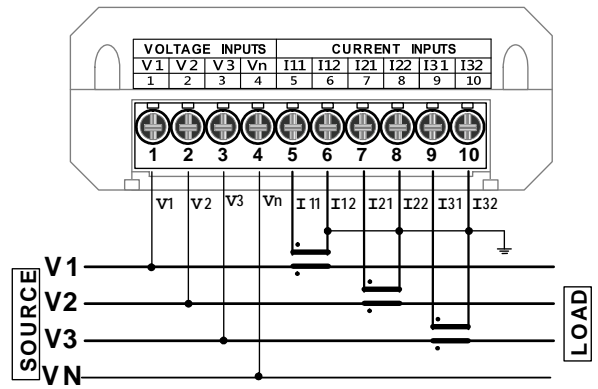 VOLTAGE INPUTS CURRENT INPUTS
V1 V2 V3 Vn I11 I12 I21 I22 I31 I32
1 2 3 4 5 6 7 8 9 10
1 2 3 4 5 6 7 8 9 10
V1 V2 V3 Vn I11 I12 I21 I22 I31 I32
SOURCE
V1
V2
V3
VN
LOAD